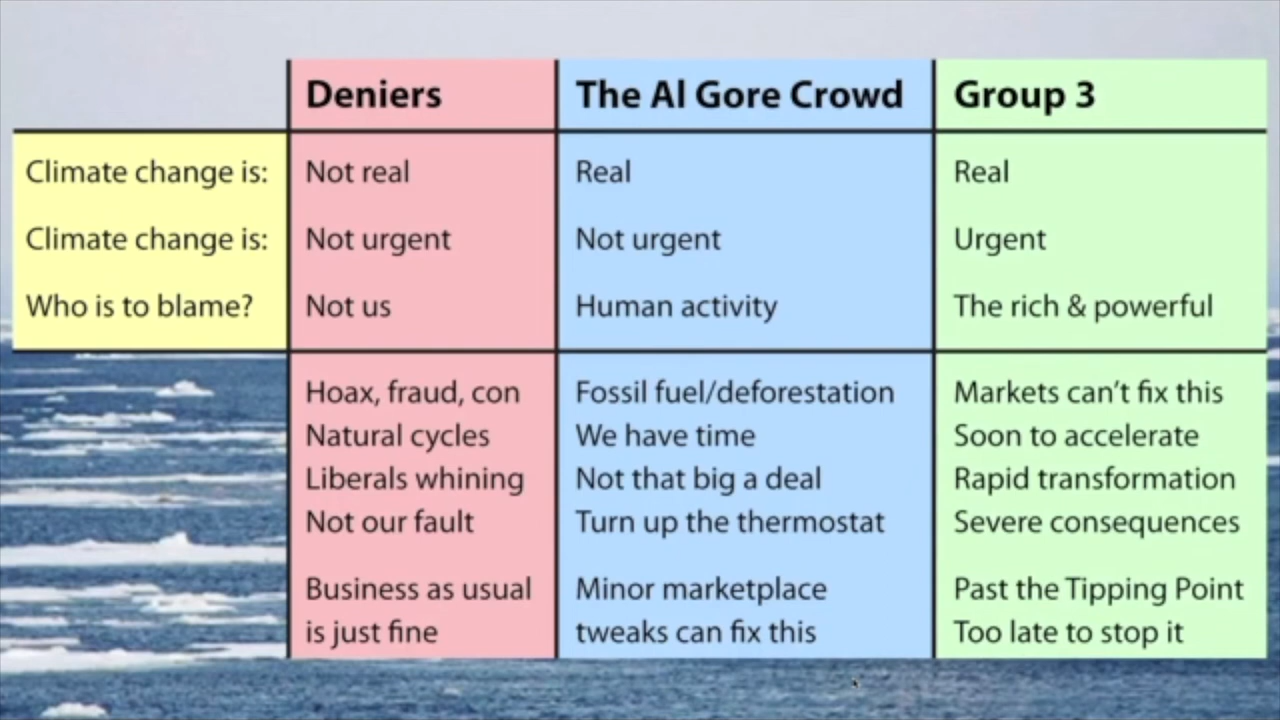 Deniers The Al Gore Crowd Group 3
Climate change is: Not real Real Real
Climate change is: Not urgent Not urgent Urgent
Who is to blame? Not us Human activity The rich & powerful
Hoax, fraud, con Fossil fuel/deforestation Markets can't fix this
Natural cycles We have time Soon to accelerate
Liberals whining Not that big a deal Rapid transformation
Not our fault Turn up the thermostat Severe consequences
Business as usual Minor marketplace Past the Tipping Point
is just fine tweaks can fix this Too late to stop it